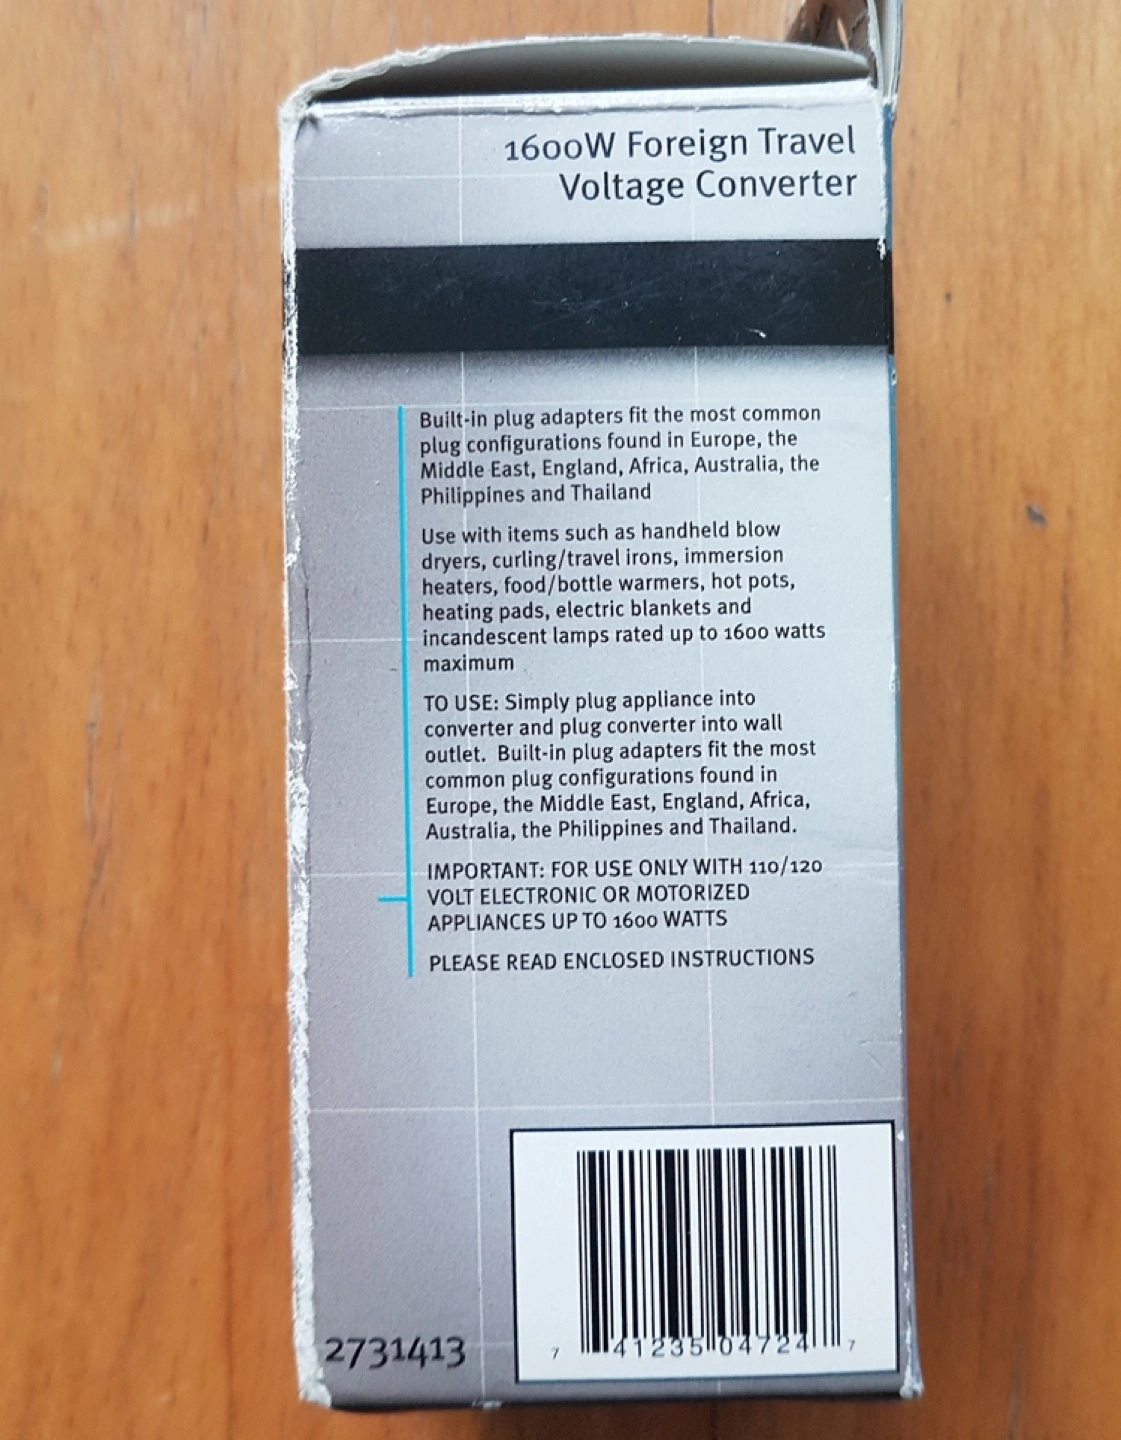 1600W Foreign Travel
Voltage Converter
Built-in plug adapters fit the most common
plug configurations found in Europe, the
Middle East, England, Africa, Australia, the
Philippines and Thailand
Use with items such as handheld blow
dryers, curling/travel irons, immersion
heaters, food/bottle warmers, hot pots,
heating pads, electric blankets and
incandescent lamps rated up to 1600 watts
maximum
TO USE: Simply plug appliance into
converter and plug converter into wall
outlet. Built-in plug adapters fit the most
common plug configurations found in
Europe, the Middle East, England, Africa,
Australia, the Philippines and Thailand.
IMPORTANT: FOR USE ONLY WITH 110/120
VOLT ELECTRONIC OR MOTORIZED
APPLIANCES UP TO 1600 WATTS
PLEASE READ ENCLOSED INSTRUCTIONS
2731413
7 41235 04724 7